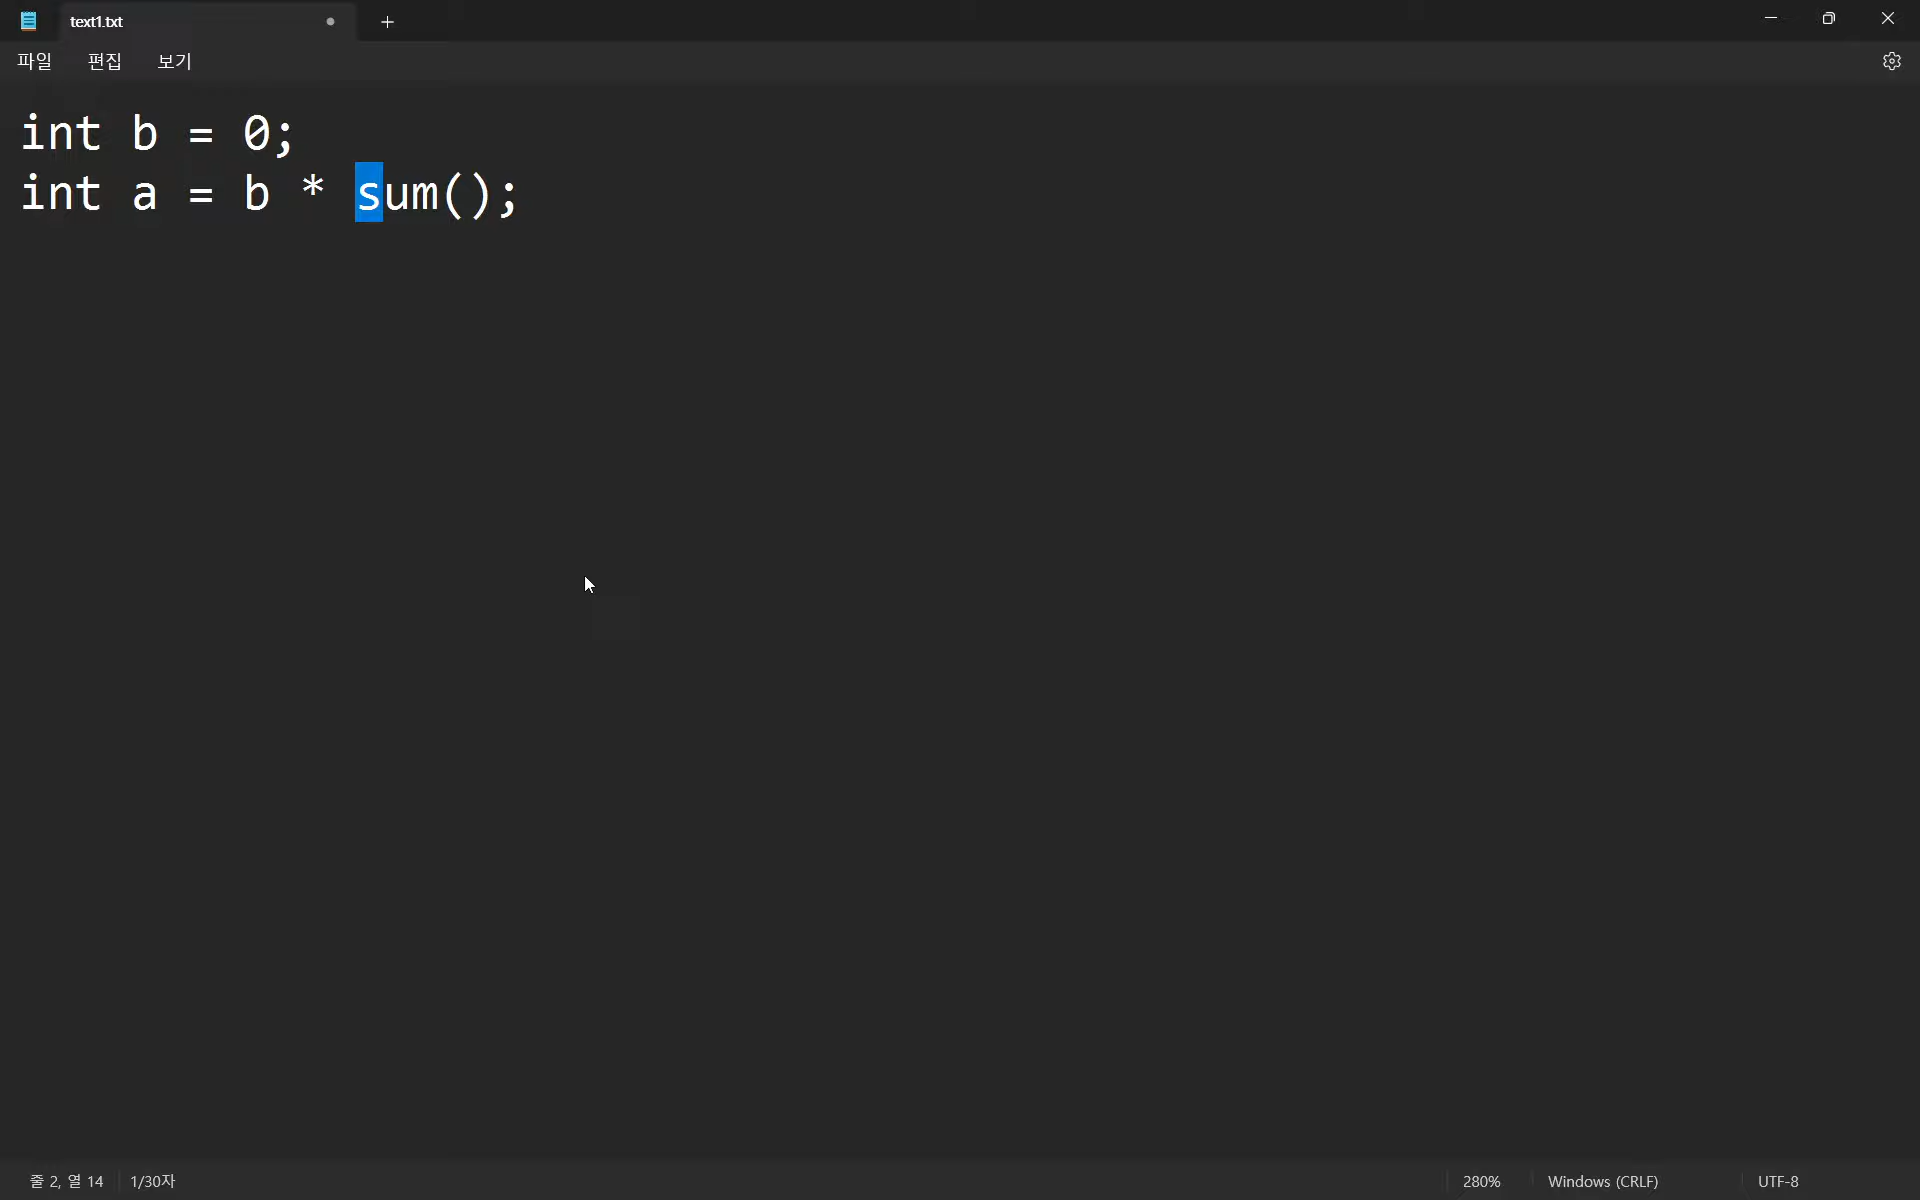 text1.txt
파일 편집 보기
int b = 0;
int a = b * sum();
줄 2, 열 14 1/30자 280% Windows (CRLF) UTF-8